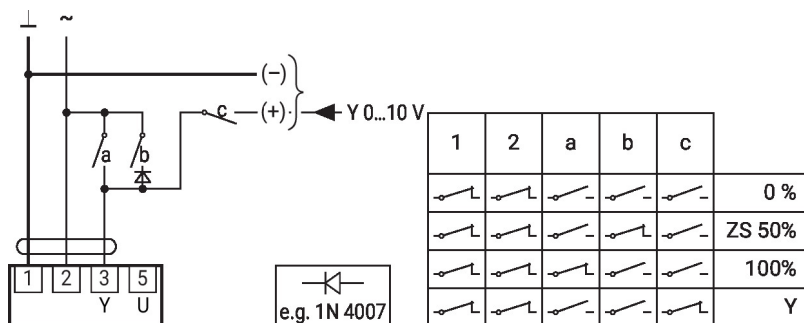 ⊥ ~
(–)
c (+) Y 0...10 V
a b
1 2 3 5
Y U
e.g. 1N 4007
1 2 a b c
0 %
ZS 50%
100%
Y